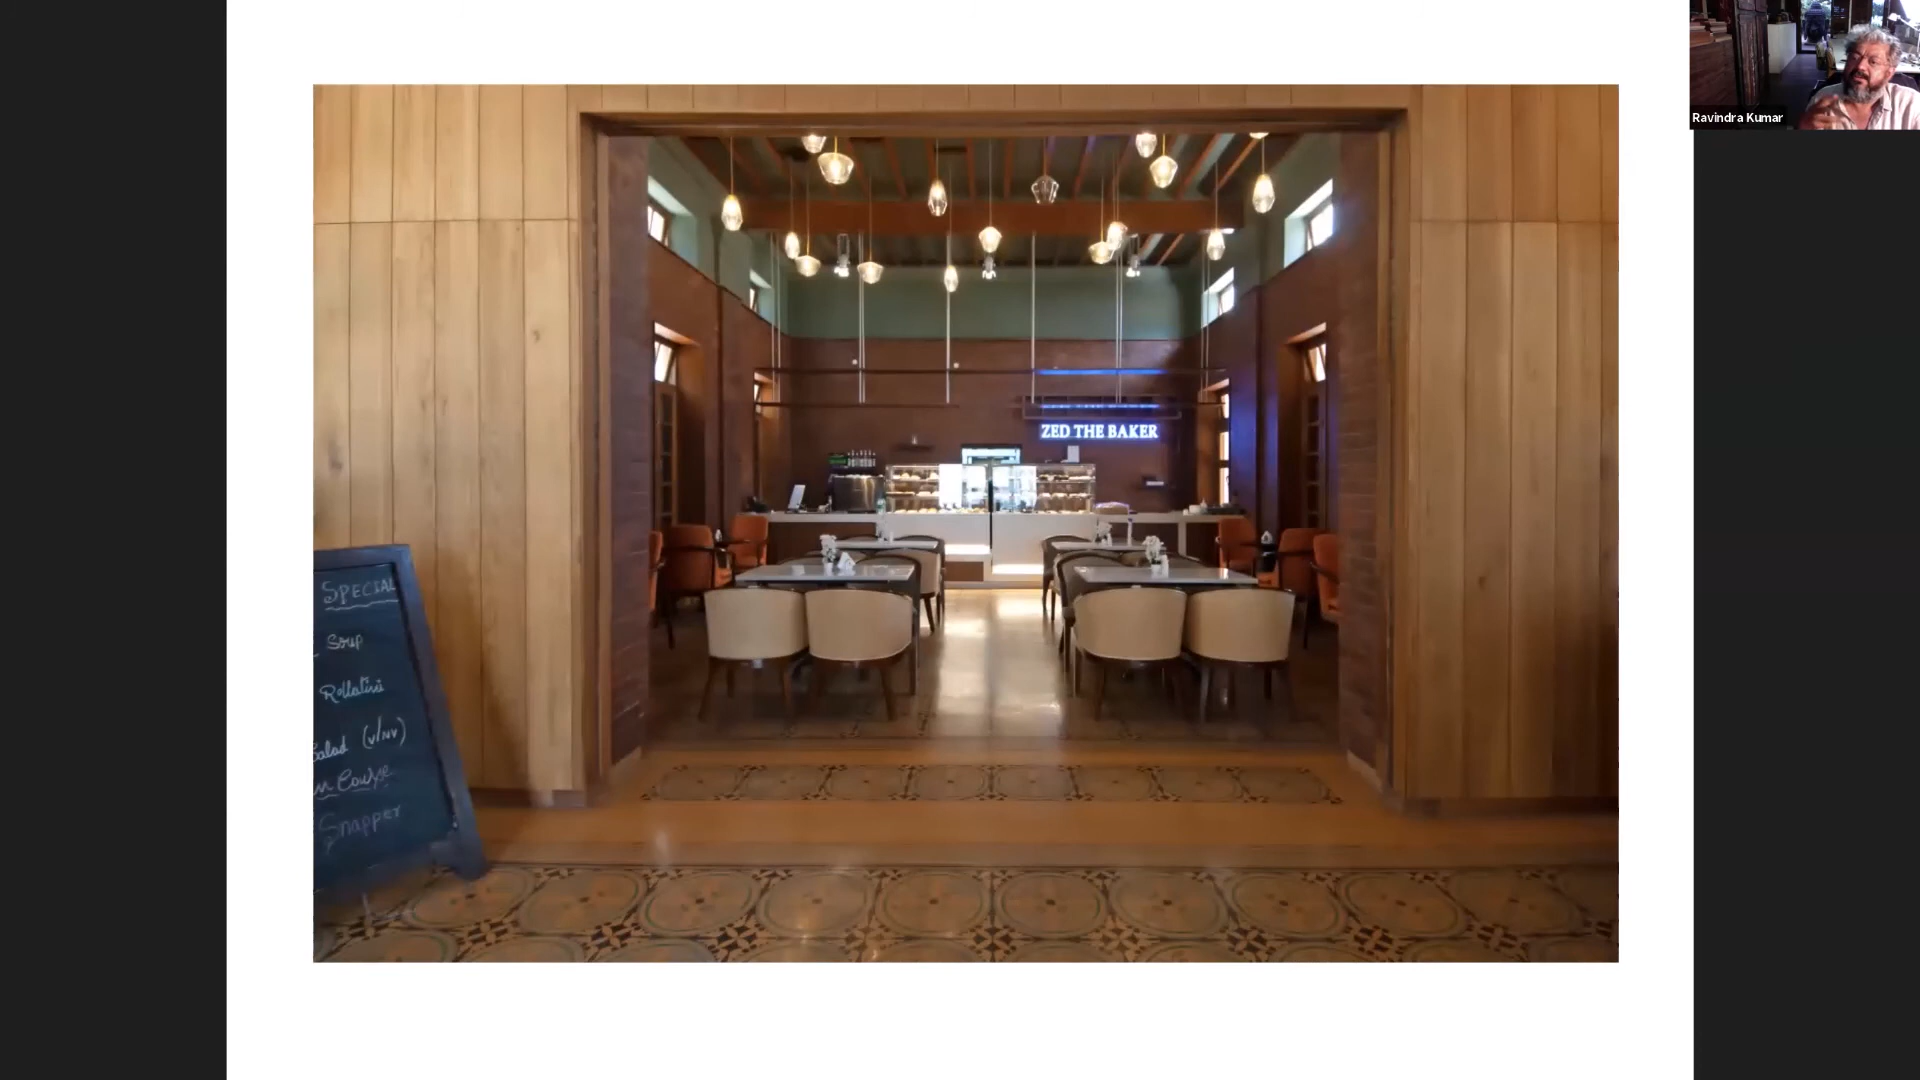 Ravindra Kumar
ZED THE BAKER
SPECIAL
Soup
Rollatini
Salad (v/nv)
Course
Snapper